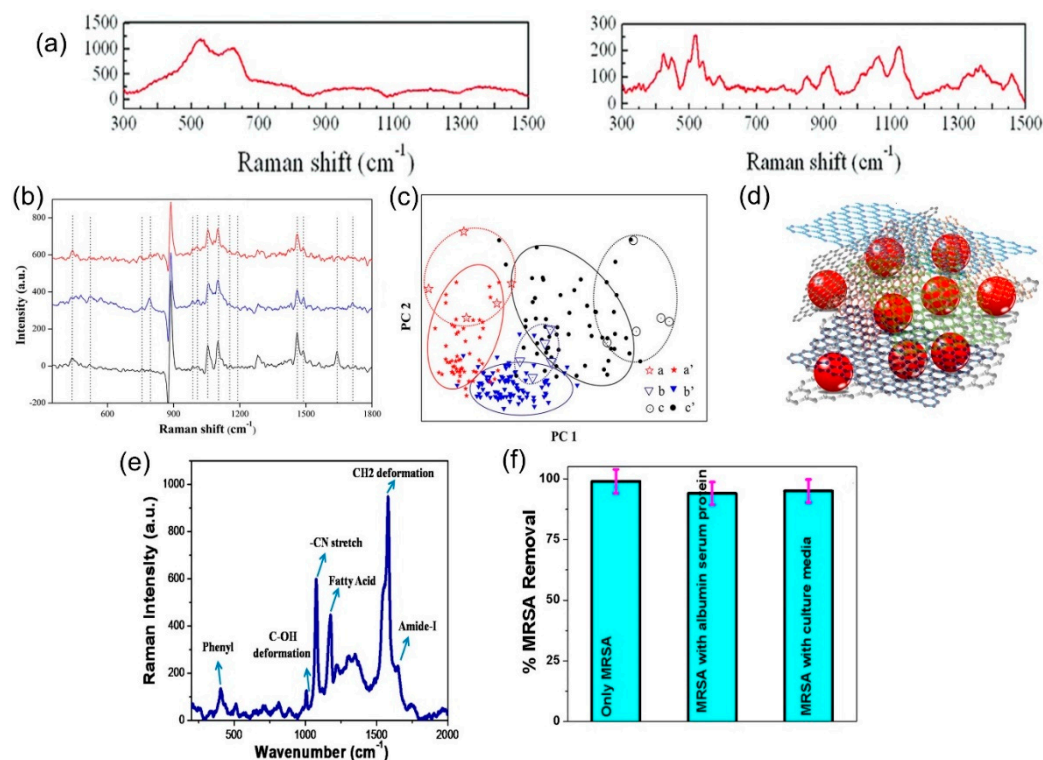 (a)
1500
1000
500
0
300 500 700 900 1100 1300 1500
Raman shift (cm-1)
300
200
100
0
300 500 700 900 1100 1300 1500
Raman shift (cm-1)
(b)
Intensity (a.u.)
800
600
400
200
0
-200
600 900 1200 1500 1800
Raman shift (cm-1)
(c)
PC 2
a a'
b b'
c c'
PC 1
(d)
(e)
Raman Intensity (a.u.)
1000
800
600
400
200
0
CH2 deformation
-CN stretch
Fatty Acid
C-OH
deformation
Amide-I
Phenyl
500 1000 1500 2000
Wavenumber (cm-1)
(f)
% MRSA Removal
100
75
50
25
0
Only MRSA
MRSA with albumin serum protein
MRSA with culture media